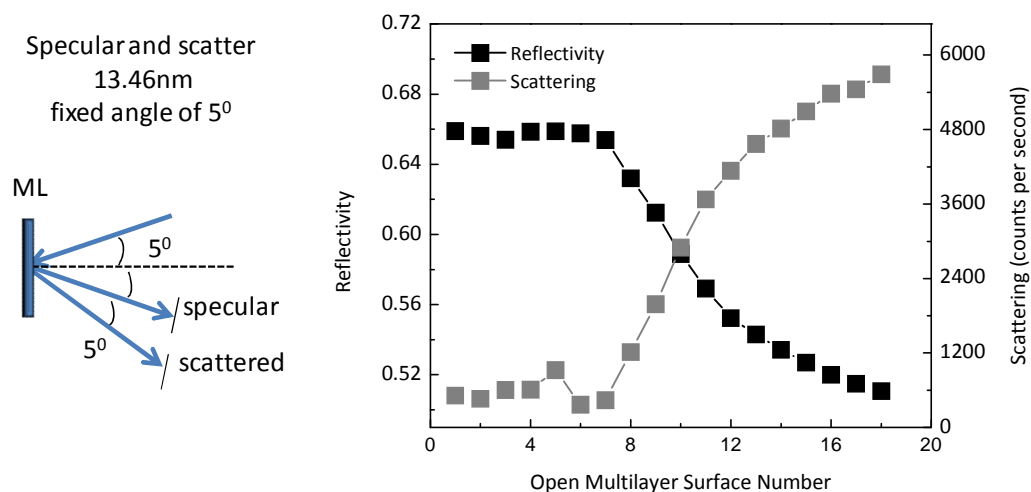 Specular and scatter
13.46nm
fixed angle of 5⁰
ML
5⁰
specular
5⁰
scattered
0.72
0.68
0.64
0.60
0.56
0.52
Reflectivity
Reflectivity
Scattering
6000
4800
3600
2400
1200
0
Scattering (counts per second)
0 4 8 12 16 20
Open Multilayer Surface Number